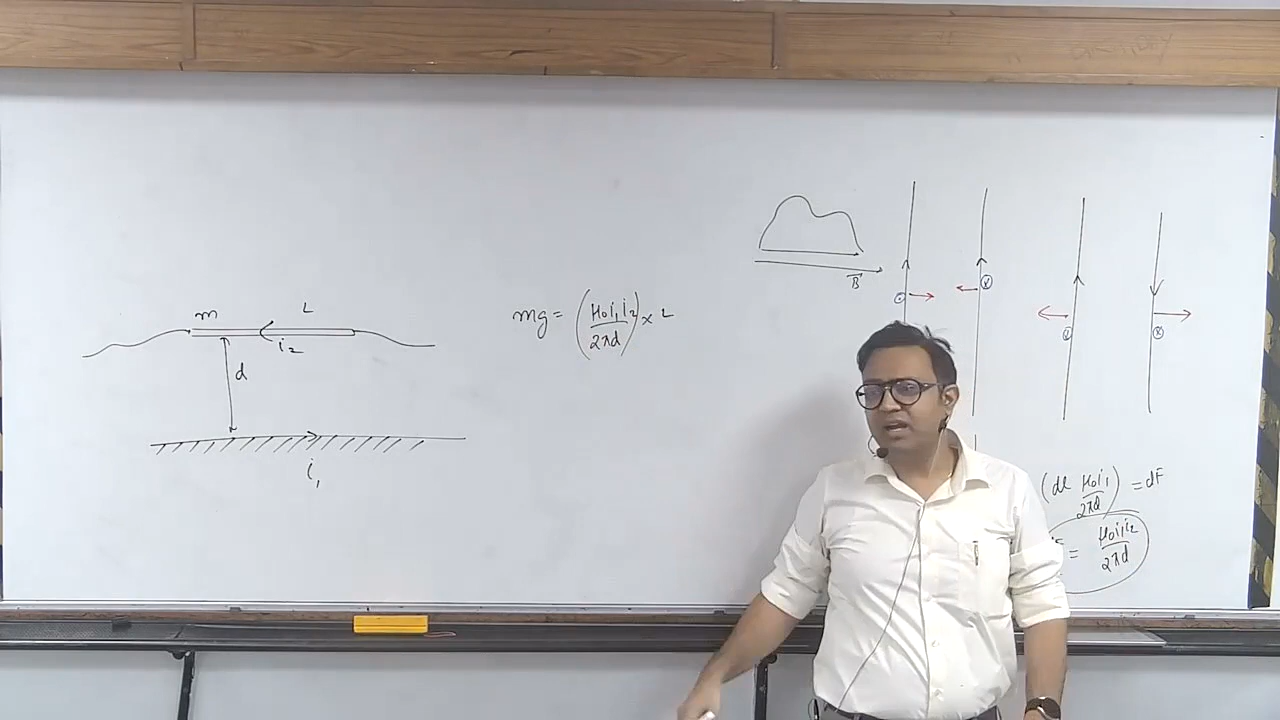 m L
i₂
d
i₁
mg = (μ₀i₁i₂/2πd) × L
B
(dl μ₀i₁/2πd) = dF
= μ₀i₁i₂/2πd